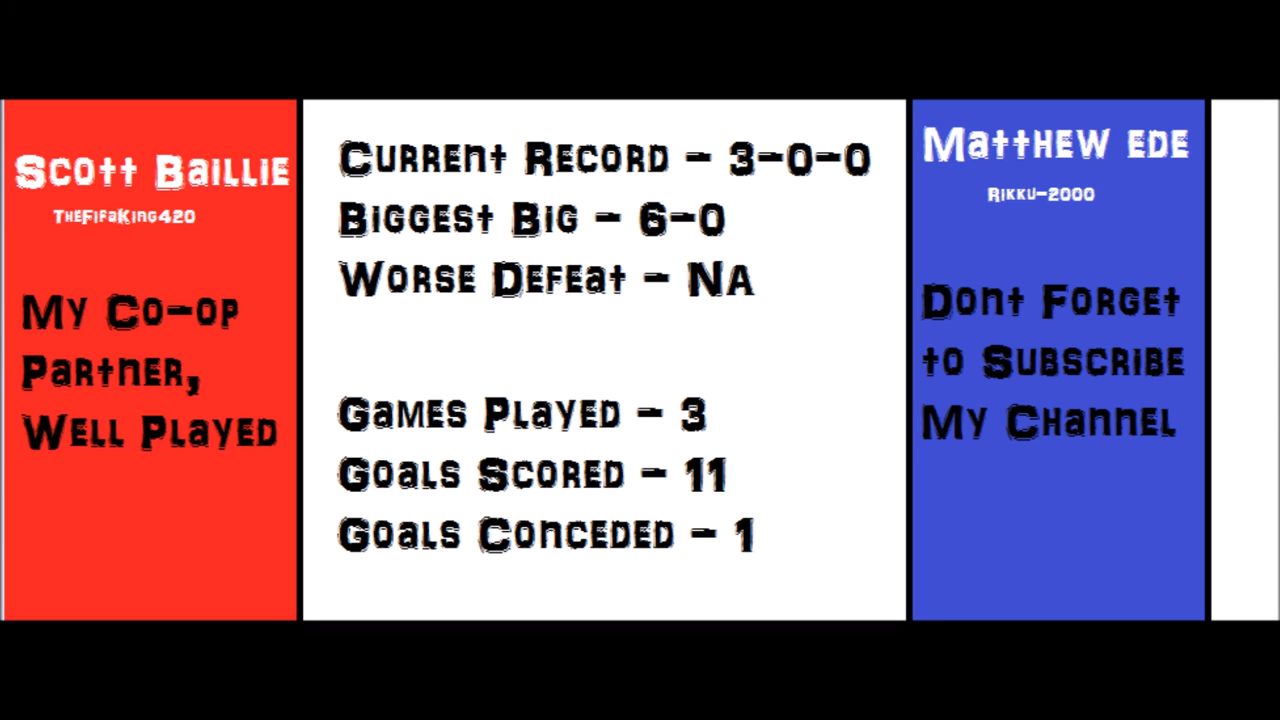 Scott Baillie
TheFifaKing420
My Co-op
Partner,
Well Played
Current Record - 3-0-0
Biggest Big - 6-0
Worse Defeat - NA
Games Played - 3
Goals Scored - 11
Goals Conceded - 1
Matthew Ede
Rikku-2000
Dont Forget
to Subscribe
My Channel